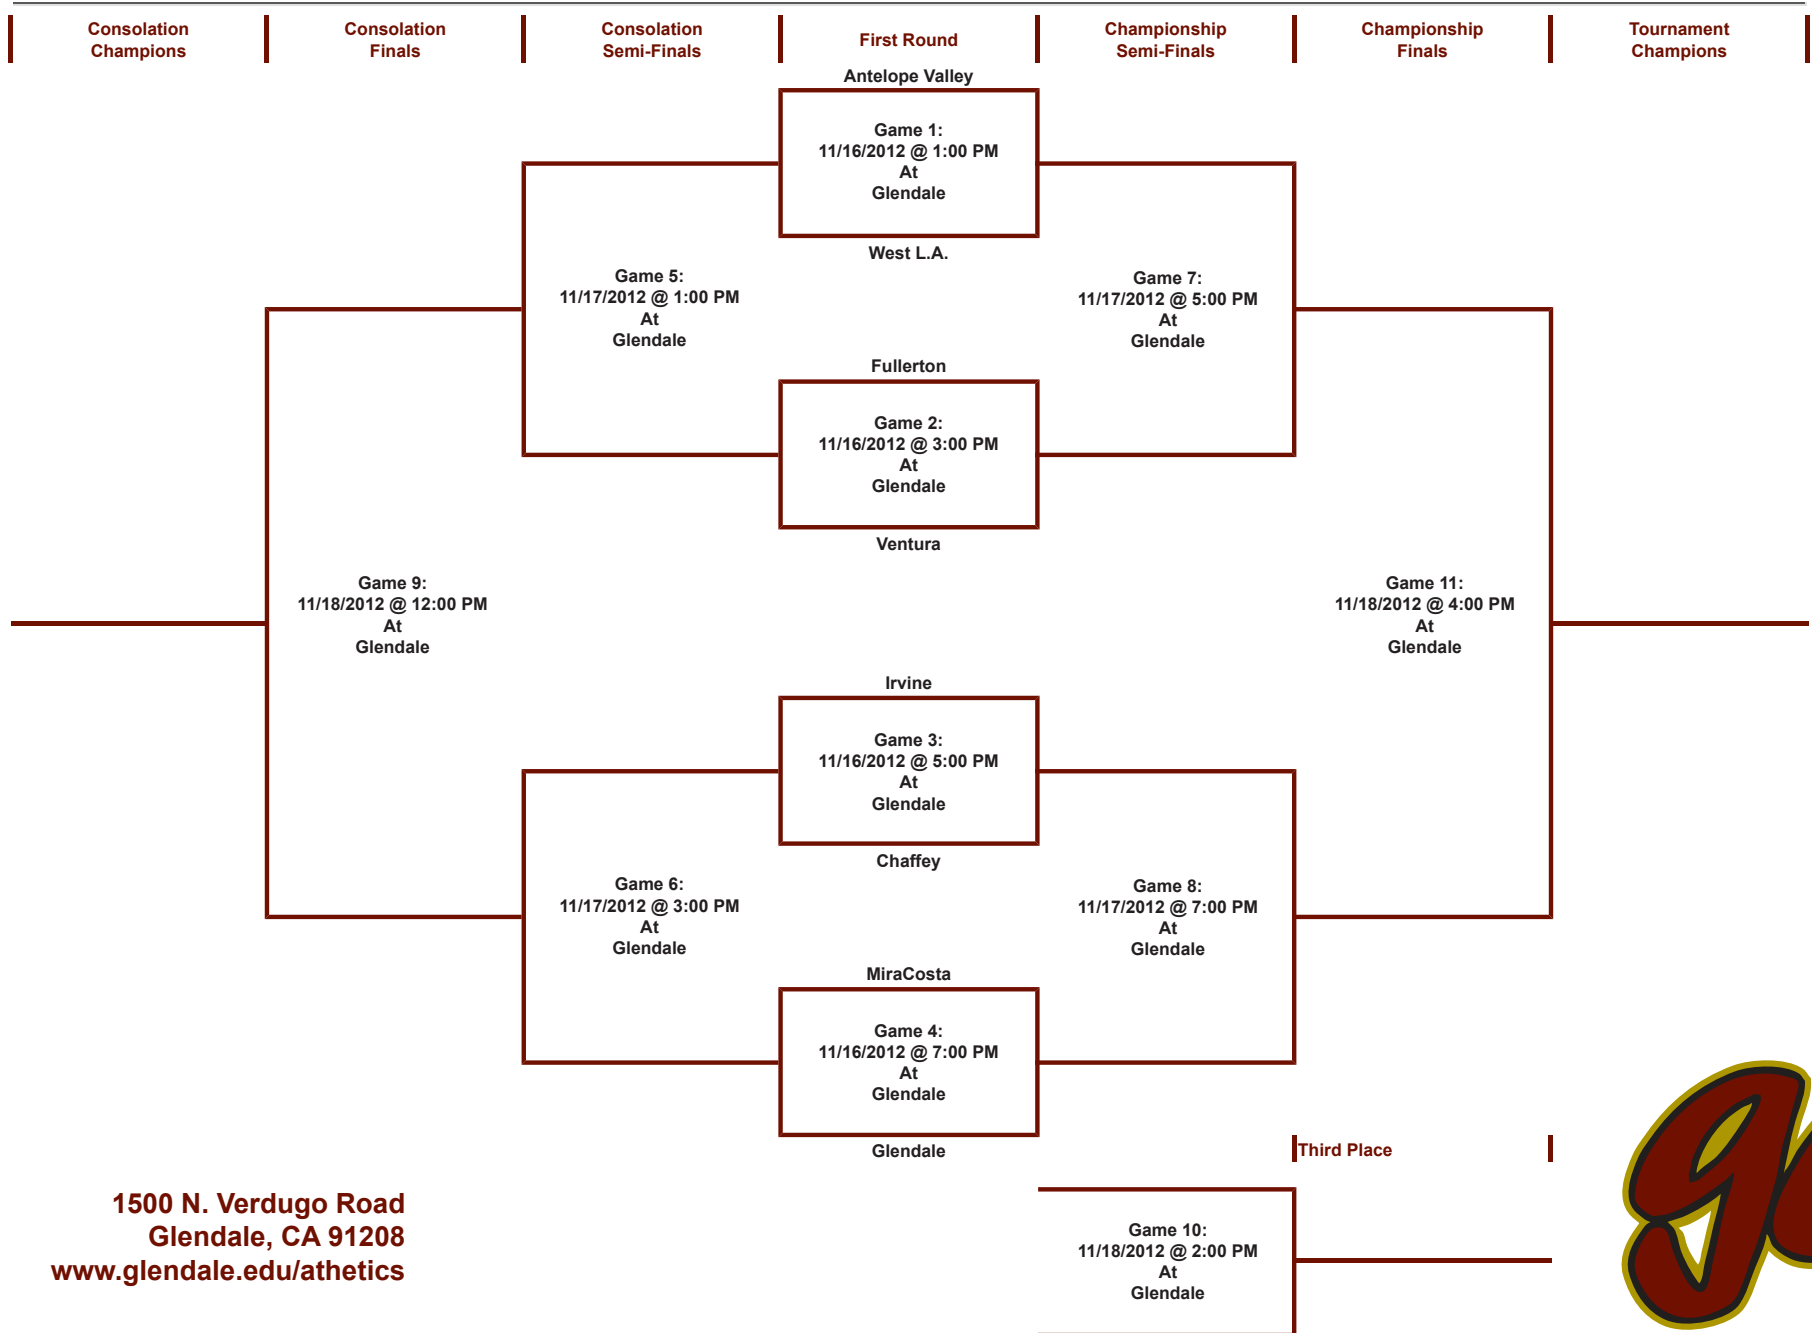 Consolation
Champions
Consolation
Finals
Consolation
Semi-Finals
First Round
Championship
Semi-Finals
Championship
Finals
Tournament
Champions
Antelope Valley
Game 1:
11/16/2012 @ 1:00 PM
At
Glendale
West L.A.
Game 5:
11/17/2012 @ 1:00 PM
At
Glendale
Game 7:
11/17/2012 @ 5:00 PM
At
Glendale
Fullerton
Game 2:
11/16/2012 @ 3:00 PM
At
Glendale
Ventura
Game 9:
11/18/2012 @ 12:00 PM
At
Glendale
Game 11:
11/18/2012 @ 4:00 PM
At
Glendale
Irvine
Game 3:
11/16/2012 @ 5:00 PM
At
Glendale
Chaffey
Game 6:
11/17/2012 @ 3:00 PM
At
Glendale
Game 8:
11/17/2012 @ 7:00 PM
At
Glendale
MiraCosta
Game 4:
11/16/2012 @ 7:00 PM
At
Glendale
Glendale
Third Place
Game 10:
11/18/2012 @ 2:00 PM
At
Glendale
1500 N. Verdugo Road
Glendale, CA 91208
www.glendale.edu/athetics